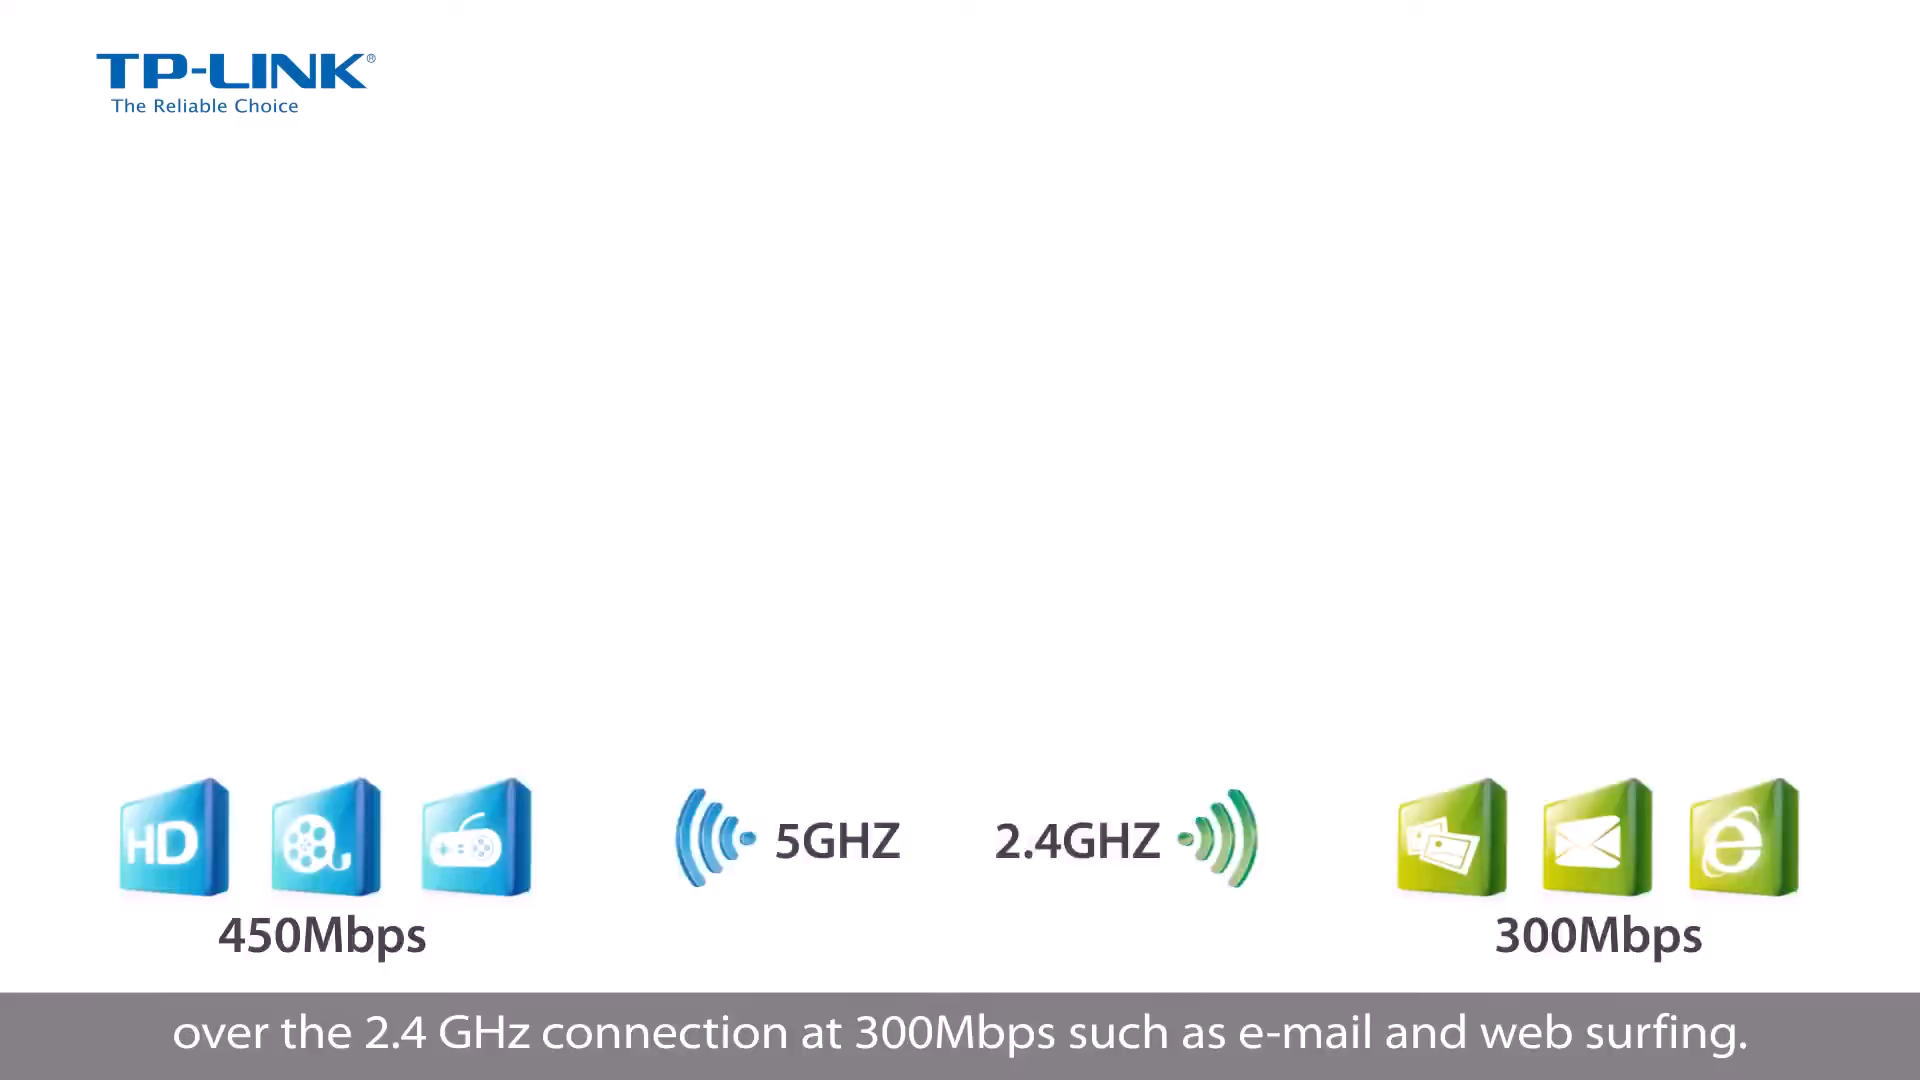 TP-LINK®
The Reliable Choice
HD
5GHZ
2.4GHZ
450Mbps
300Mbps
over the 2.4 GHz connection at 300Mbps such as e-mail and web surfing.